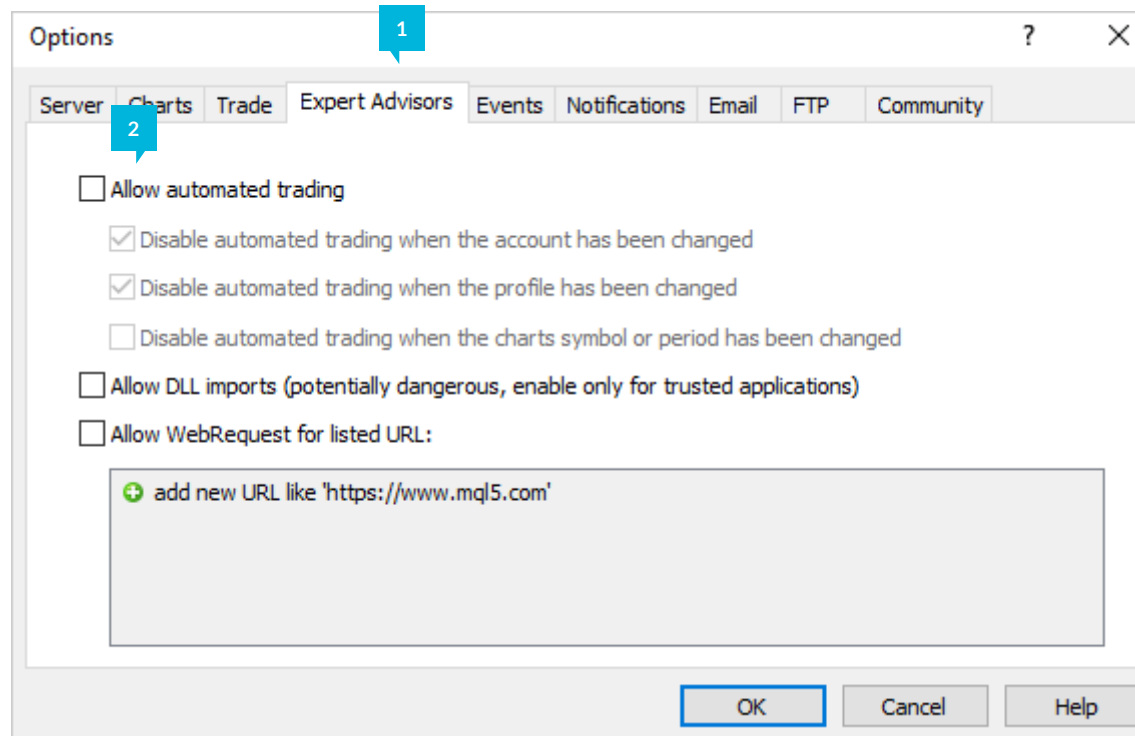 1
Options
?
Server Charts Trade Expert Advisors Events Notifications Email FTP Community
2
Allow automated trading
Disable automated trading when the account has been changed
Disable automated trading when the profile has been changed
Disable automated trading when the charts symbol or period has been changed
Allow DLL imports (potentially dangerous, enable only for trusted applications)
Allow WebRequest for listed URL:
add new URL like 'https://www.mql5.com'
OK Cancel Help